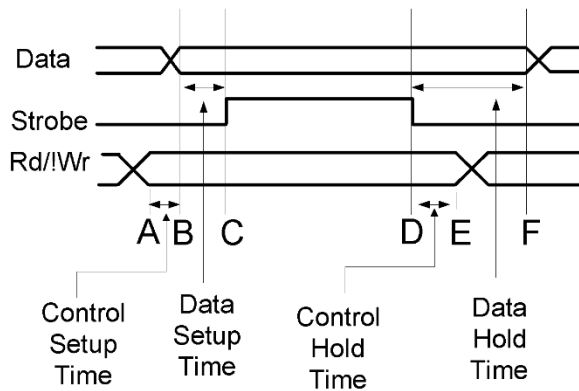 Data
Strobe
Rd/!Wr
A B C D E F
Control
Setup
Time
Data
Setup
Time
Control
Hold
Time
Data
Hold
Time